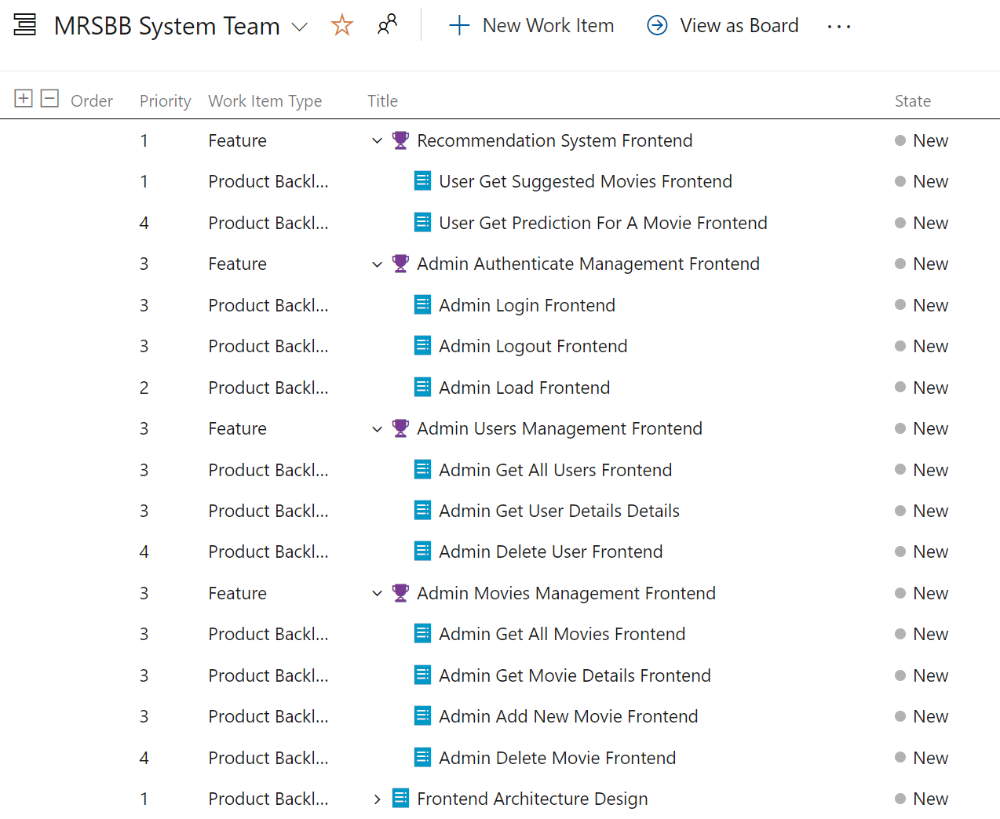 MRSBB System Team New Work Item View as Board ...
Order Priority Work Item Type Title State
1 Feature Recommendation System Frontend New
1 Product Backl... User Get Suggested Movies Frontend New
4 Product Backl... User Get Prediction For A Movie Frontend New
3 Feature Admin Authenticate Management Frontend New
3 Product Backl... Admin Login Frontend New
3 Product Backl... Admin Logout Frontend New
2 Product Backl... Admin Load Frontend New
3 Feature Admin Users Management Frontend New
3 Product Backl... Admin Get All Users Frontend New
3 Product Backl... Admin Get User Details Details New
4 Product Backl... Admin Delete User Frontend New
3 Feature Admin Movies Management Frontend New
3 Product Backl... Admin Get All Movies Frontend New
3 Product Backl... Admin Get Movie Details Frontend New
3 Product Backl... Admin Add New Movie Frontend New
4 Product Backl... Admin Delete Movie Frontend New
1 Product Backl... Frontend Architecture Design New